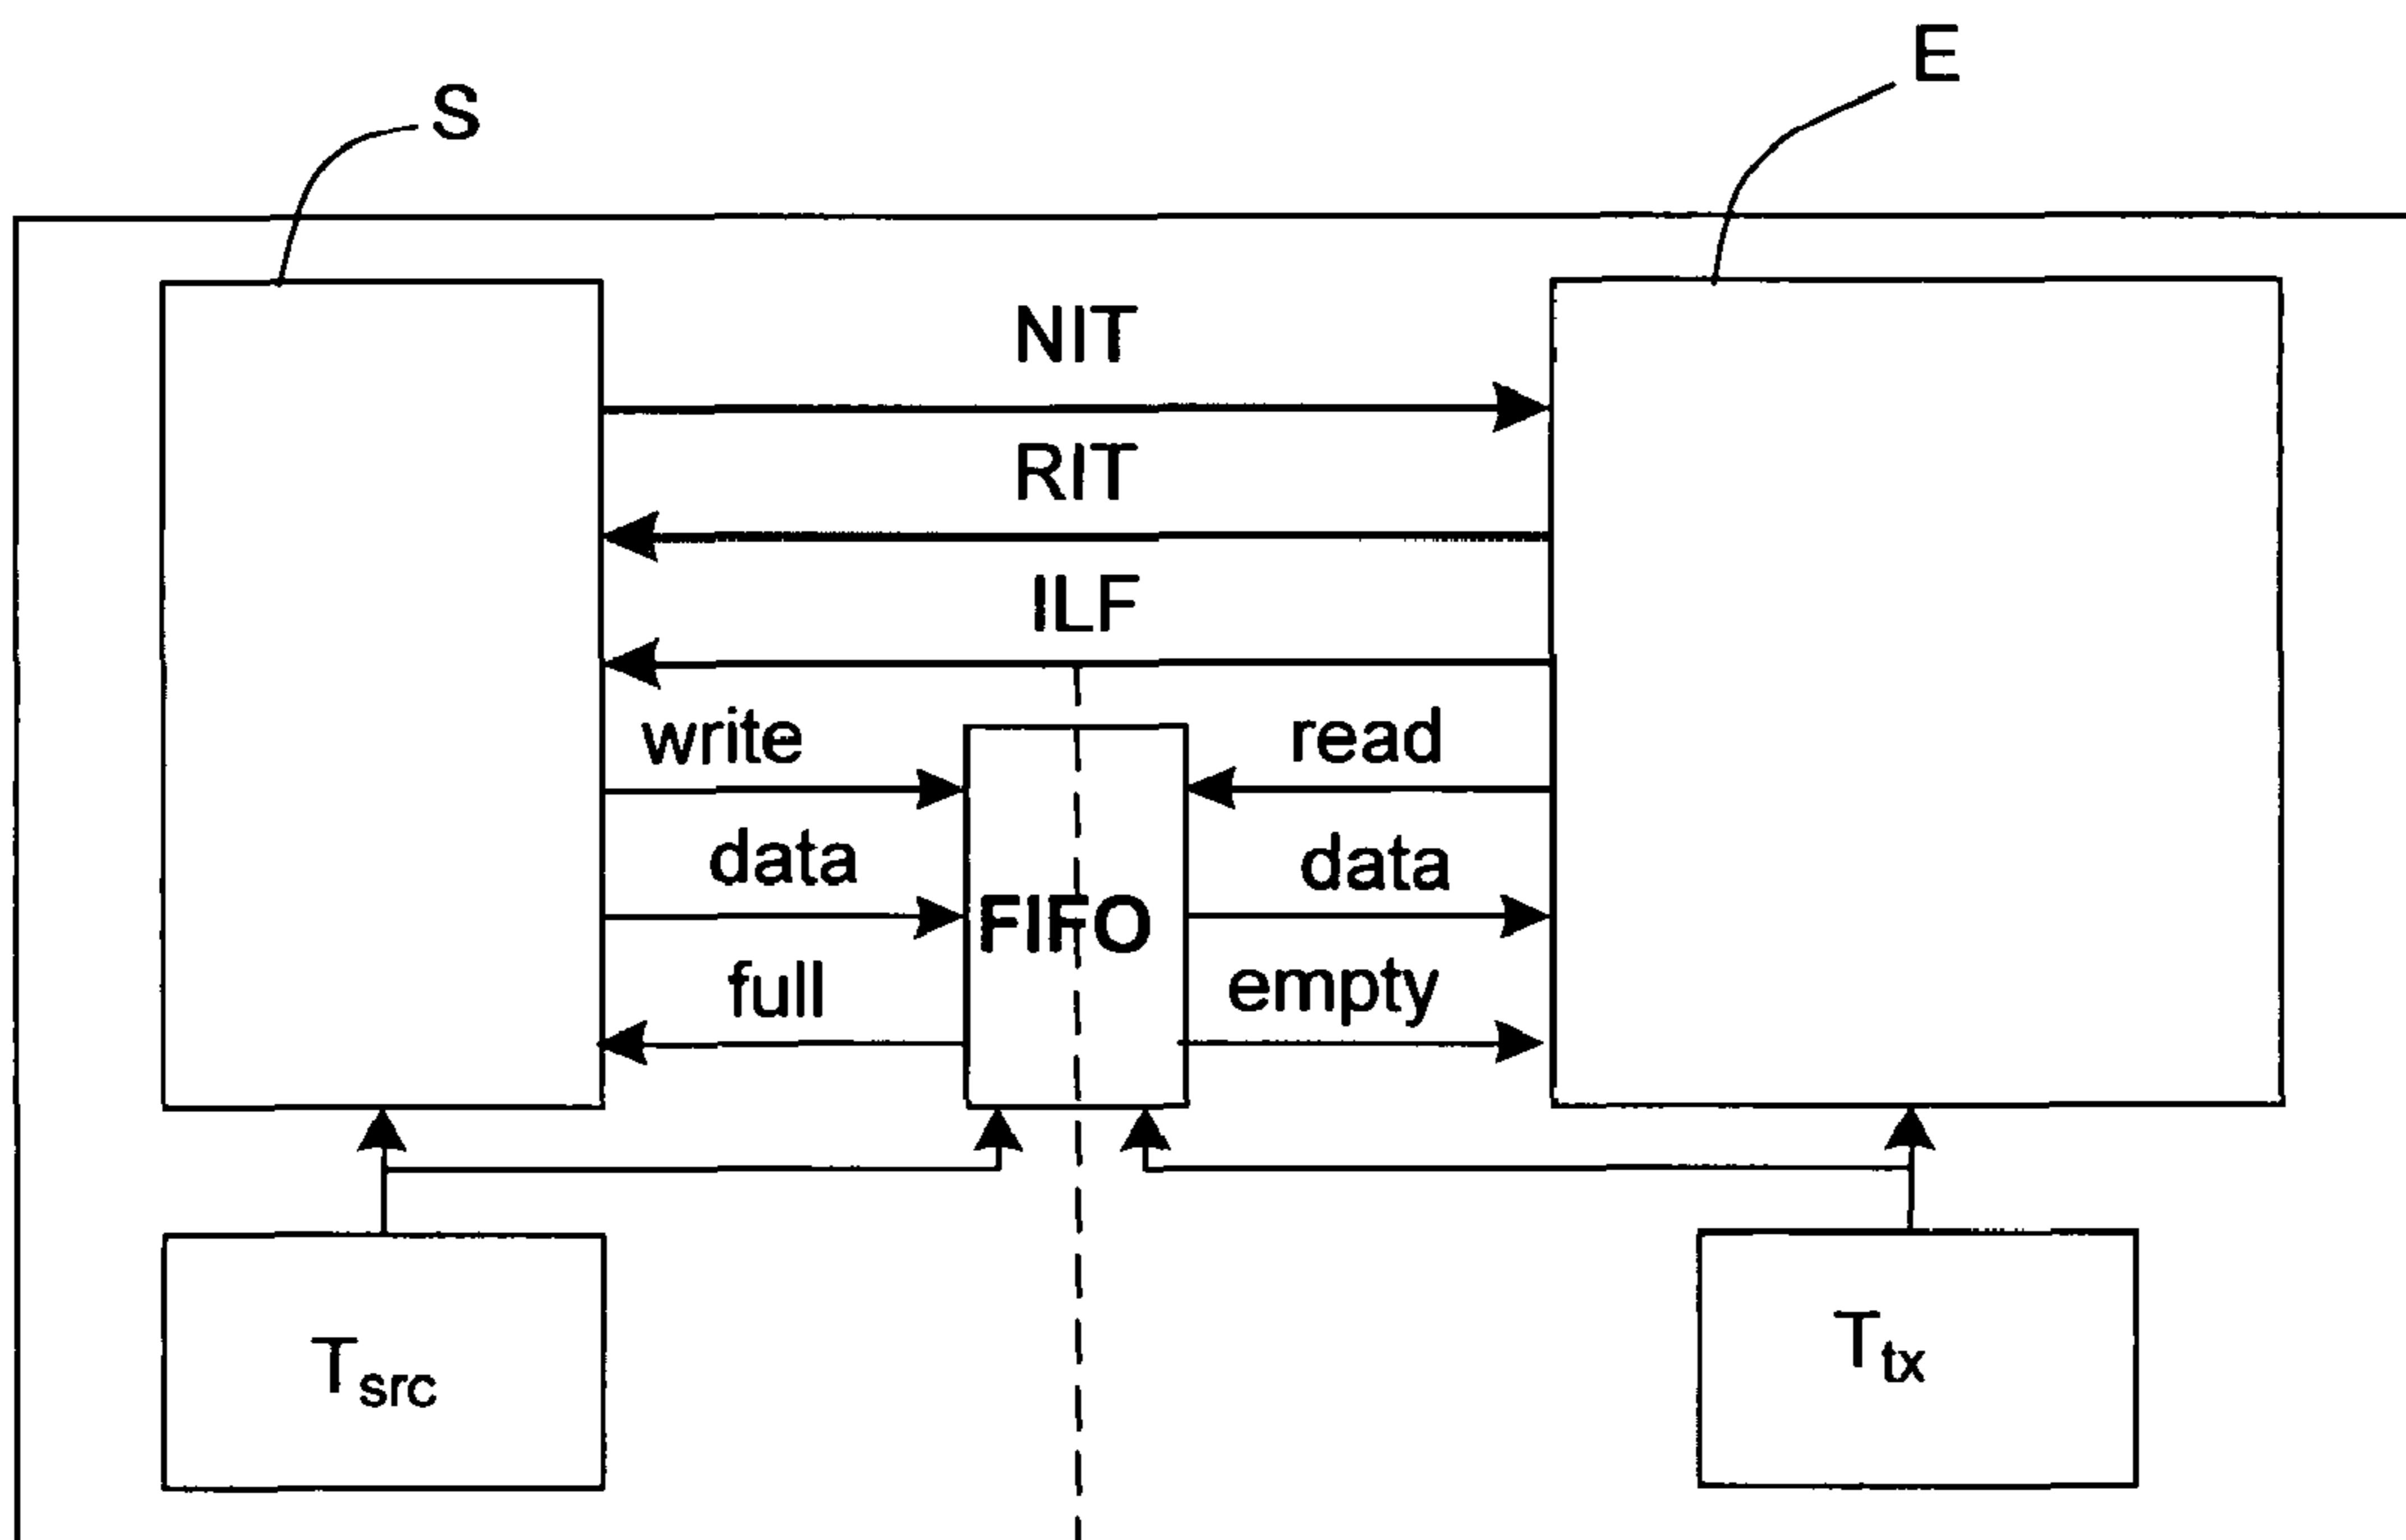 E
S
NIT
RIT
ILF
write
read
data
data
FIFO
full
empty
Tsrc
Ttx